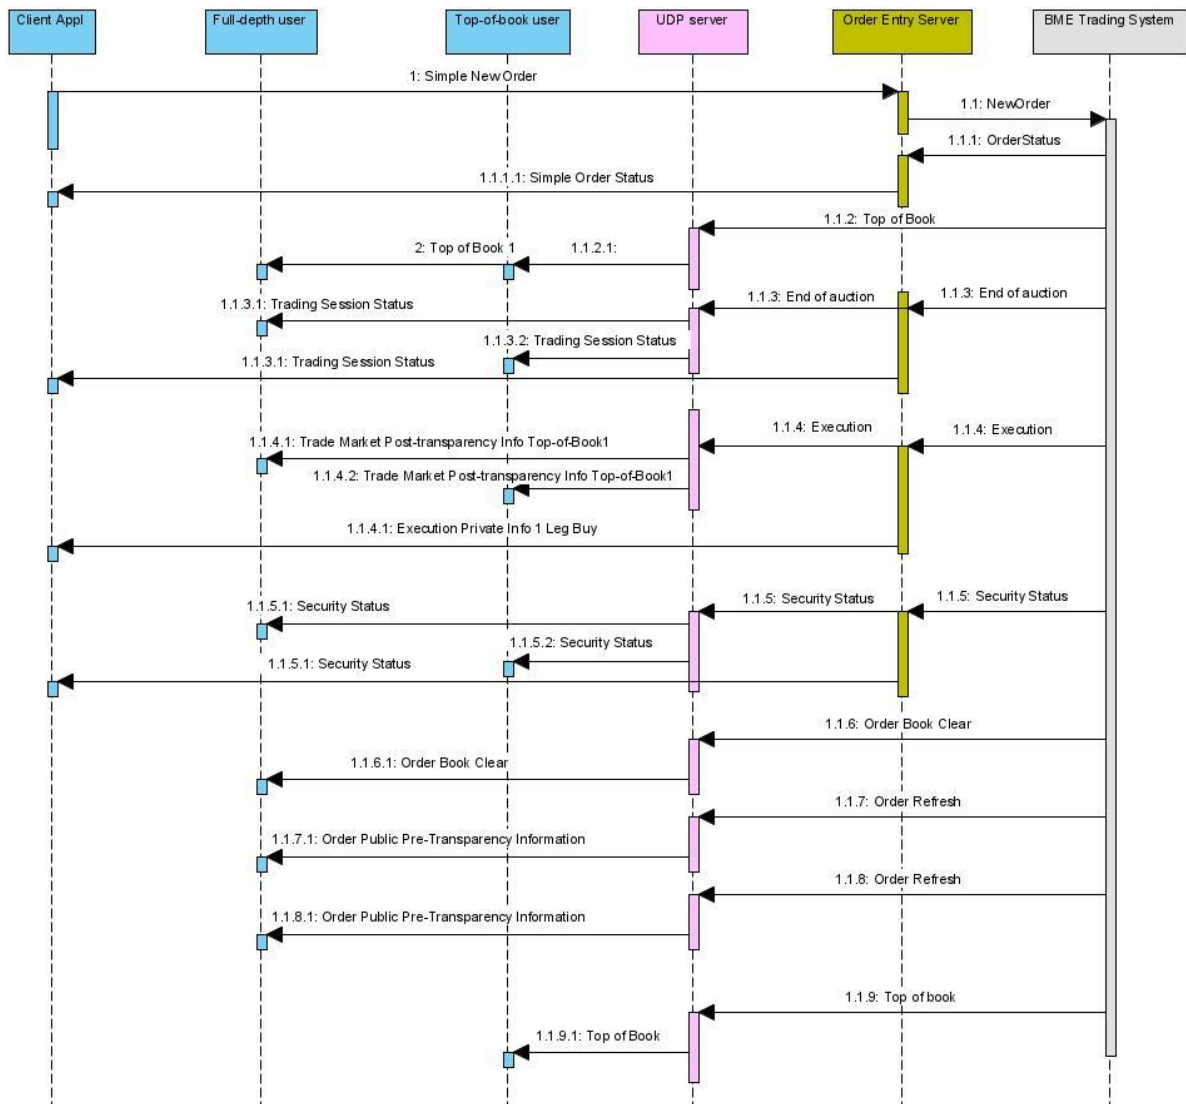 Client Appl
Full-depth user
Top-of-book user
UDP server
Order Entry Server
BME Trading System
1: Simple New Order
1.1: NewOrder
1.1.1: OrderStatus
1.1.1.1: Simple Order Status
1.1.2: Top of Book
2: Top of Book 1
1.1.2.1:
1.1.3: End of auction
1.1.3: End of auction
1.1.3.1: Trading Session Status
1.1.3.2: Trading Session Status
1.1.3.1: Trading Session Status
1.1.4: Execution
1.1.4: Execution
1.1.4.1: Trade Market Post-transparency Info Top-of-Book1
1.1.4.2: Trade Market Post-transparency Info Top-of-Book1
1.1.4.1: Execution Private Info 1 Leg Buy
1.1.5: Security Status
1.1.5: Security Status
1.1.5.1: Security Status
1.1.5.2: Security Status
1.1.5.1: Security Status
1.1.6: Order Book Clear
1.1.6.1: Order Book Clear
1.1.7: Order Refresh
1.1.7.1: Order Public Pre-Transparency Information
1.1.8: Order Refresh
1.1.8.1: Order Public Pre-Transparency Information
1.1.9: Top of book
1.1.9.1: Top of Book